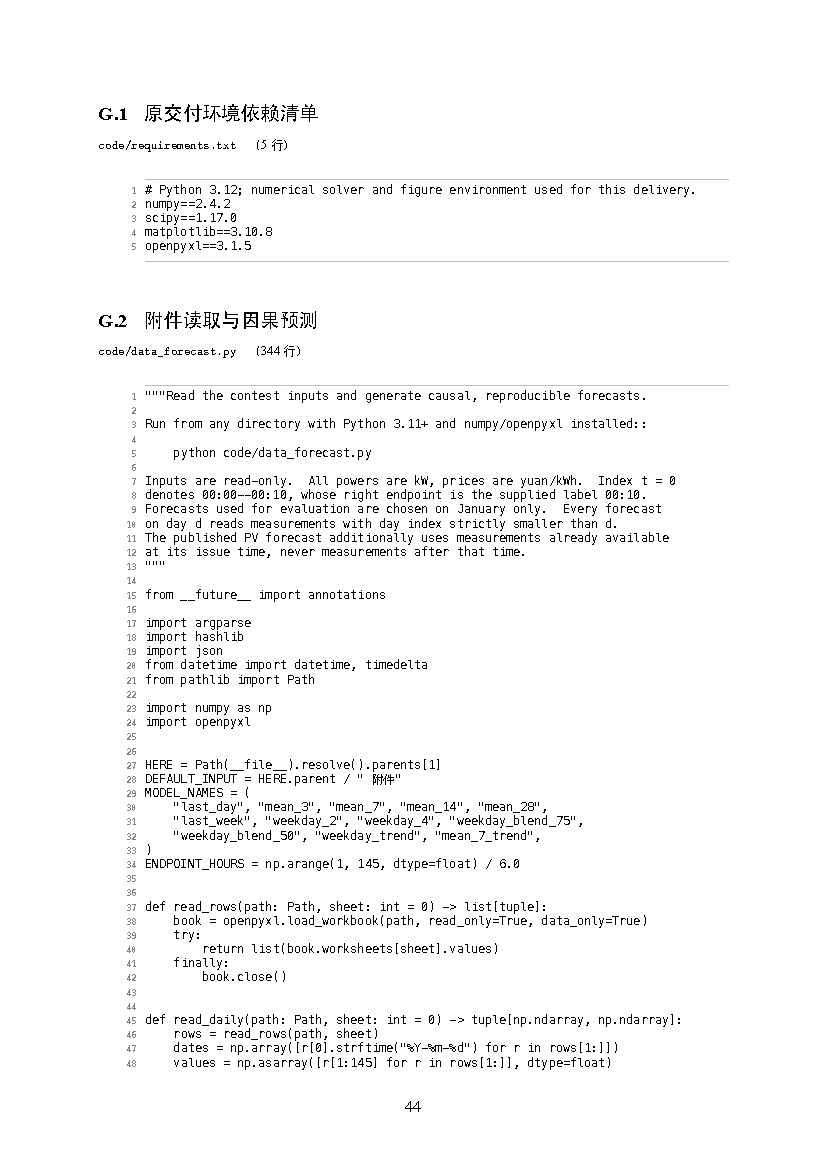 G.1 原交付环境依赖清单
code/requirements.txt (5 行)
1 # Python 3.12; numerical solver and figure environment used for this delivery.
2 numpy==2.4.2
3 scipy==1.17.0
4 matplotlib==3.10.8
5 openpyxl==3.1.5
G.2 附件读取与因果预测
code/data_forecast.py (344 行)
1 """Read the contest inputs and generate causal, reproducible forecasts.
2
3 Run from any directory with Python 3.11+ and numpy/openpyxl installed::
4
5     python code/data_forecast.py
6
7 Inputs are read-only.  All powers are kW, prices are yuan/kWh.  Index t = 0
8 denotes 00:00--00:10, whose right endpoint is the supplied label 00:10.
9 Forecasts used for evaluation are chosen on January only.  Every forecast
10 on day d reads measurements with day index strictly smaller than d.
11 The published PV forecast additionally uses measurements already available
12 at its issue time, never measurements after that time.
13 """
14
15 from __future__ import annotations
16
17 import argparse
18 import hashlib
19 import json
20 from datetime import datetime, timedelta
21 from pathlib import Path
22
23 import numpy as np
24 import openpyxl
25
26
27 HERE = Path(__file__).resolve().parents[1]
28 DEFAULT_INPUT = HERE.parent / " 附件"
29 MODEL_NAMES = (
30     "last_day", "mean_3", "mean_7", "mean_14", "mean_28",
31     "last_week", "weekday_2", "weekday_4", "weekday_blend_75",
32     "weekday_blend_50", "weekday_trend", "mean_7_trend",
33 )
34 ENDPOINT_HOURS = np.arange(1, 145, dtype=float) / 6.0
35
36
37 def read_rows(path: Path, sheet: int = 0) -> list[tuple]:
38     book = openpyxl.load_workbook(path, read_only=True, data_only=True)
39     try:
40         return list(book.worksheets[sheet].values)
41     finally:
42         book.close()
43
44
45 def read_daily(path: Path, sheet: int = 0) -> tuple[np.ndarray, np.ndarray]:
46     rows = read_rows(path, sheet)
47     dates = np.array([r[0].strftime("%Y-%m-%d") for r in rows[1:]])
48     values = np.asarray([r[1:145] for r in rows[1:]], dtype=float)
44